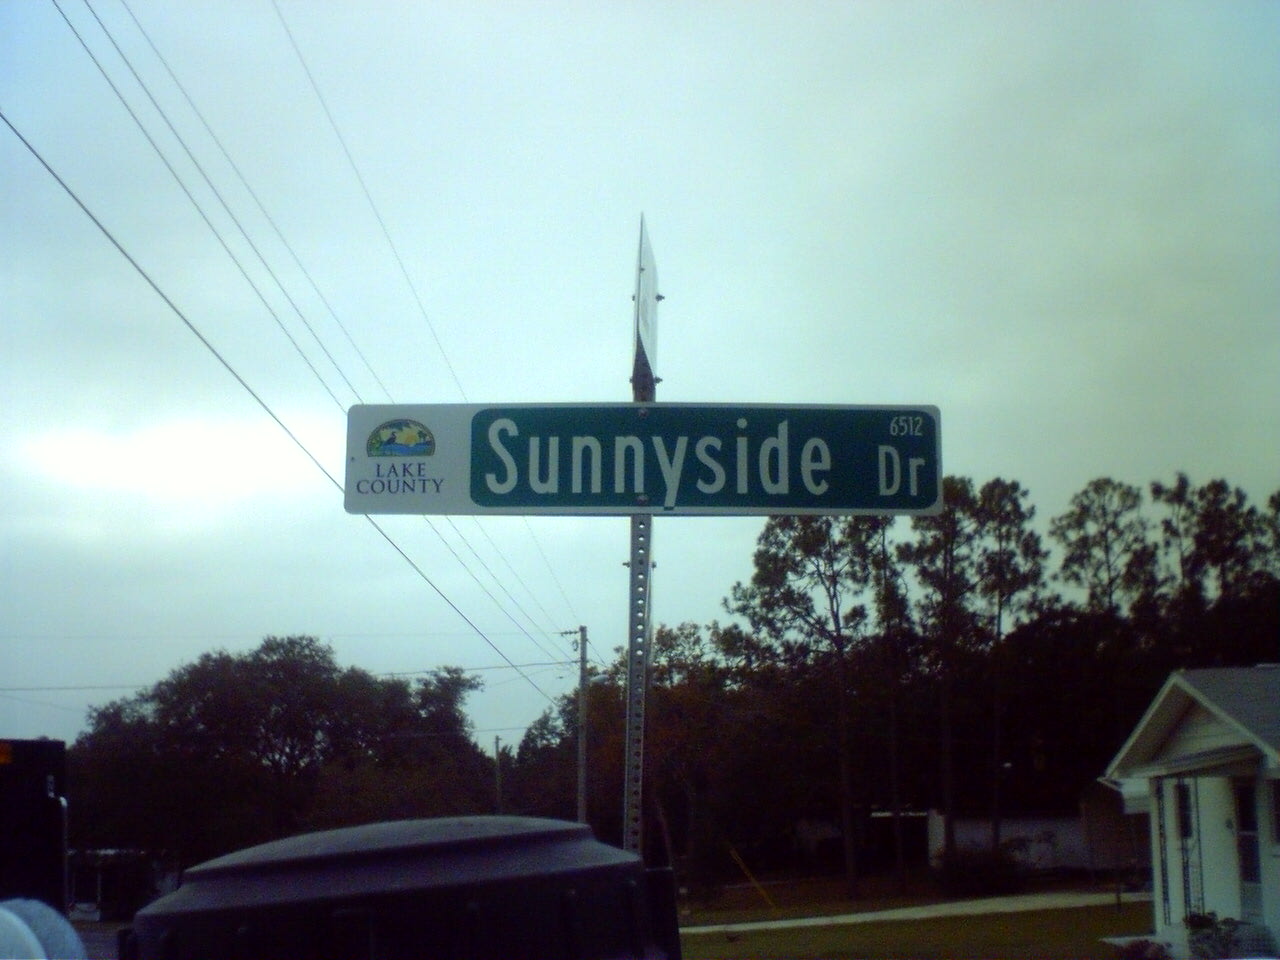 LAKE
COUNTY
Sunnyside Dr
6512